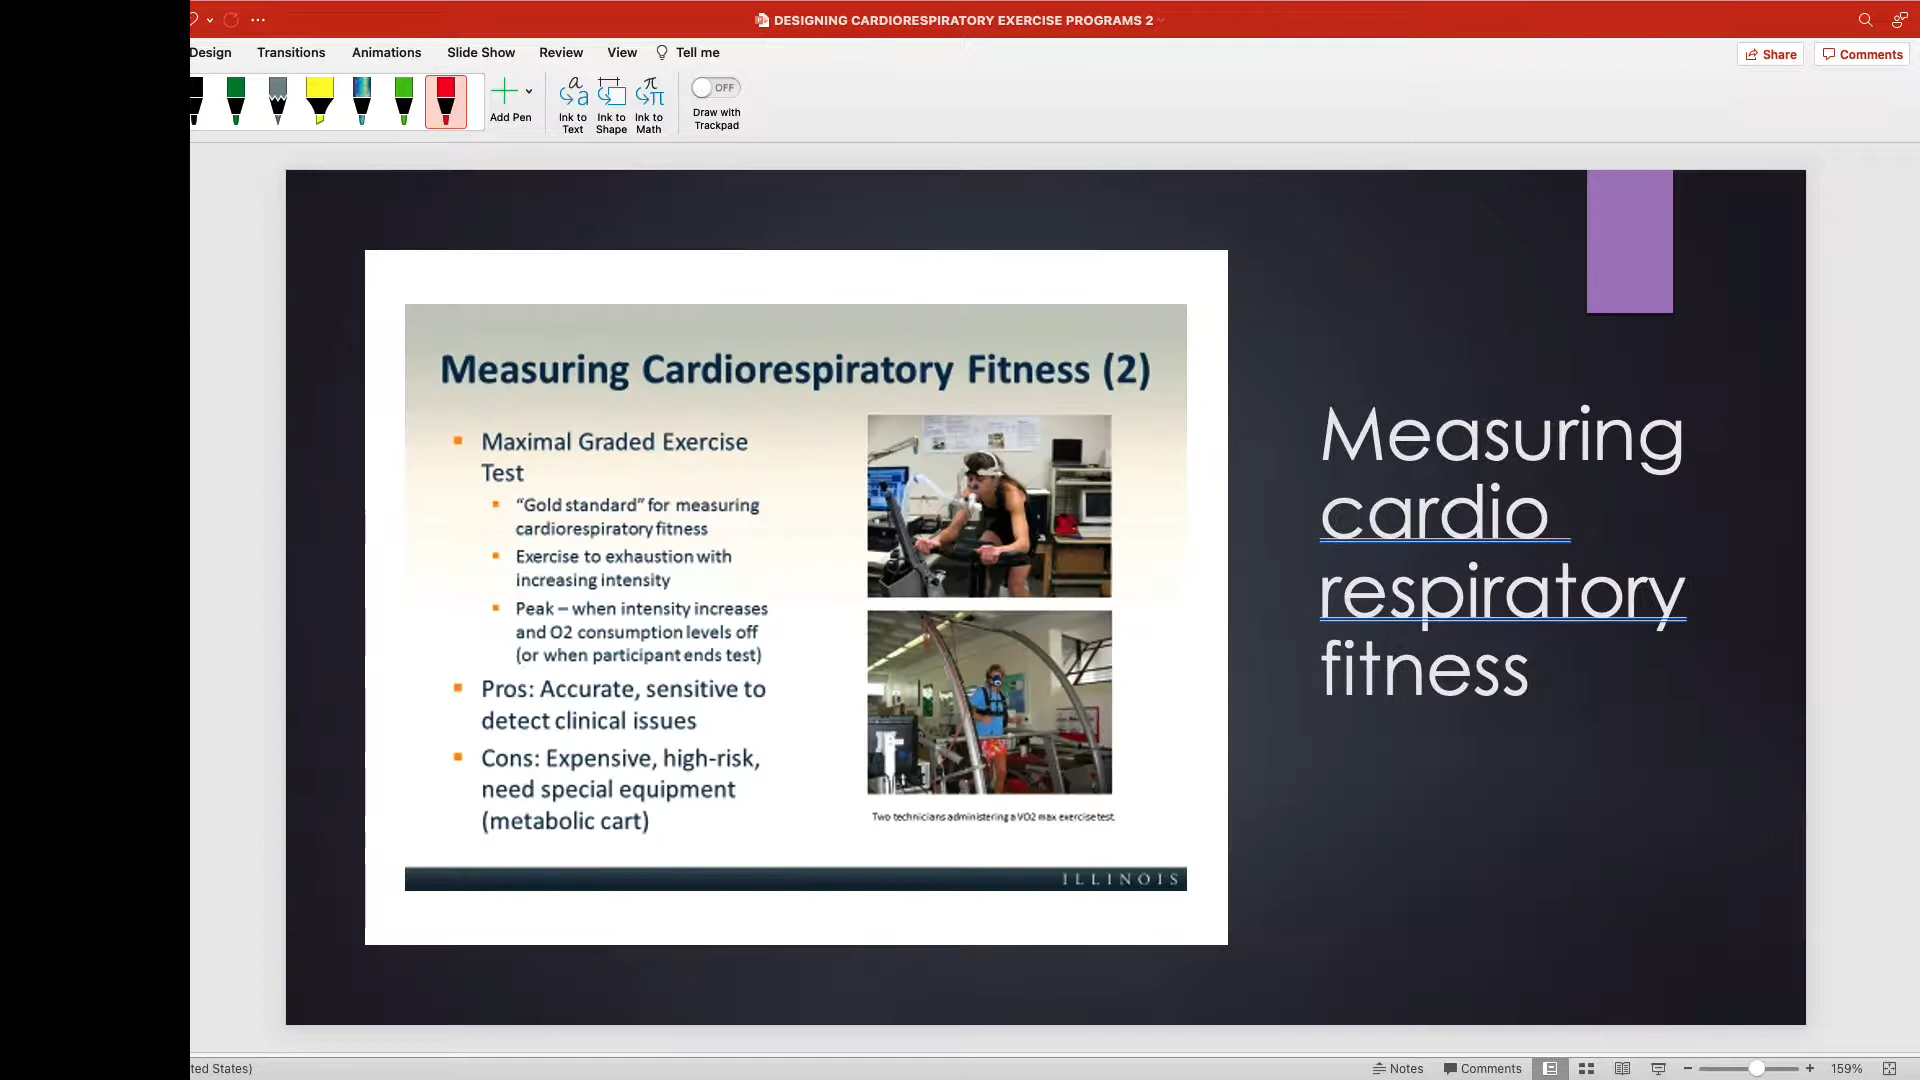 DESIGNING CARDIORESPIRATORY EXERCISE PROGRAMS 2
Design Transitions Animations Slide Show Review View Tell me
Share Comments
Add Pen
Ink to Text
Ink to Shape
Ink to Math
OFF
Draw with Trackpad
Measuring Cardiorespiratory Fitness (2)
Maximal Graded Exercise
Test
“Gold standard” for measuring
cardiorespiratory fitness
Exercise to exhaustion with
increasing intensity
Peak – when intensity increases
and O2 consumption levels off
(or when participant ends test)
Pros: Accurate, sensitive to
detect clinical issues
Cons: Expensive, high-risk,
need special equipment
(metabolic cart)
Two technicians administering a VO2 max exercise test.
ILLINOIS
Measuring
cardio
respiratory
fitness
ted States)
Notes Comments 159%